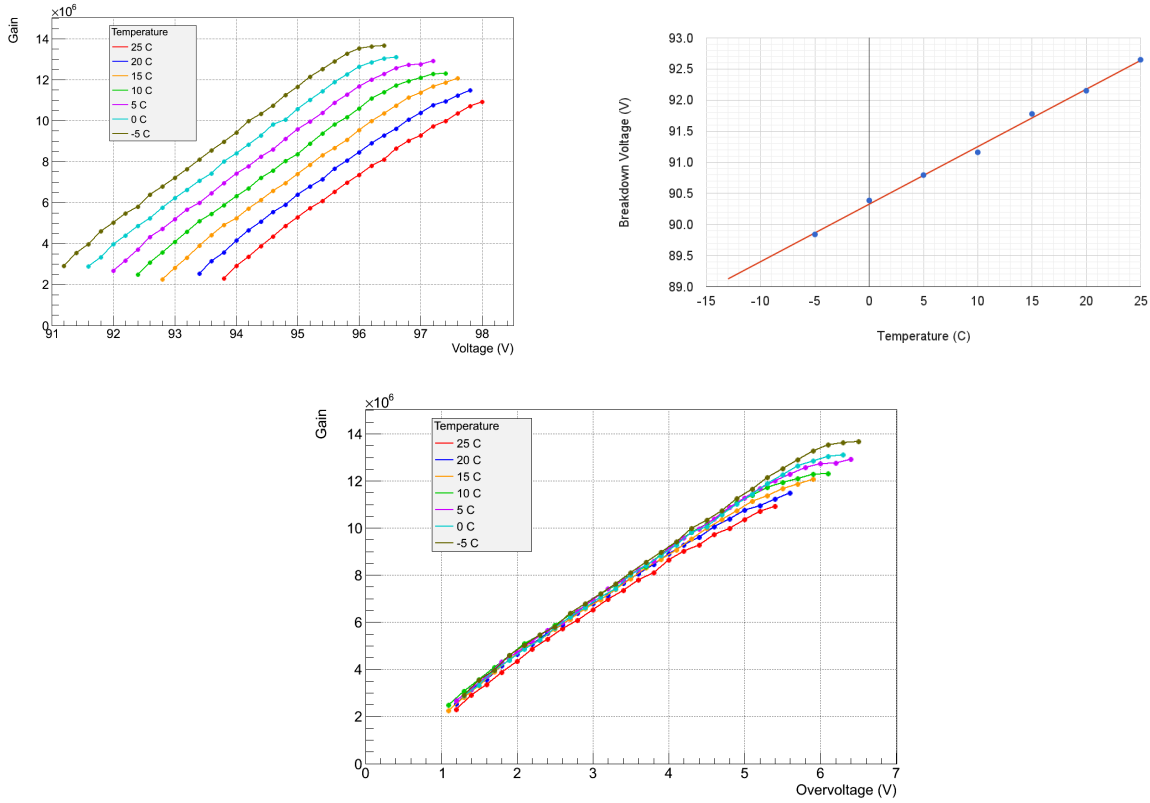 Gain
×10⁶
14
12
10
8
6
4
2
0
91 92 93 94 95 96 97 98
Voltage (V)
Temperature
25 C
20 C
15 C
10 C
5 C
0 C
-5 C
Breakdown Voltage (V)
93.0
92.5
92.0
91.5
91.0
90.5
90.0
89.5
89.0
-15 -10 -5 0 5 10 15 20 25
Temperature (C)
Gain
×10⁶
14
12
10
8
6
4
2
0
0 1 2 3 4 5 6 7
Overvoltage (V)
Temperature
25 C
20 C
15 C
10 C
5 C
0 C
-5 C